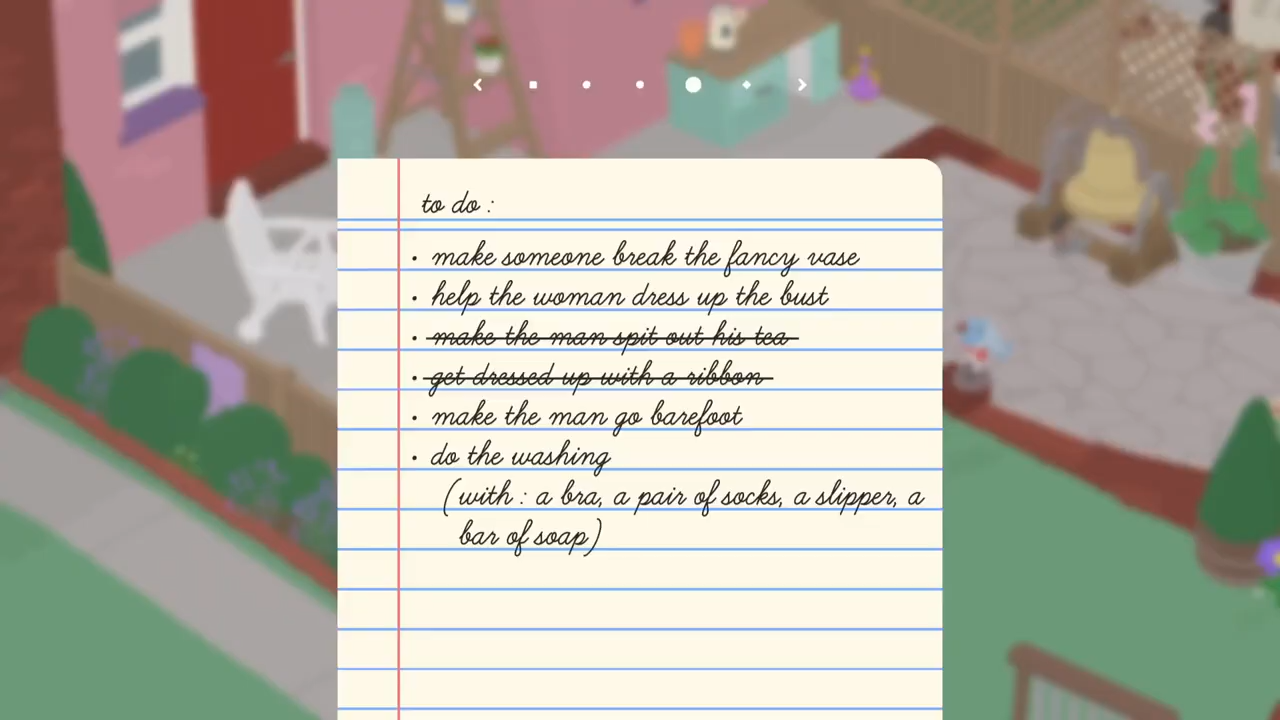 to do :
• make someone break the fancy vase
• help the woman dress up the bust
• make the man spit out his tea
• get dressed up with a ribbon
• make the man go barefoot
• do the washing
(with : a bra, a pair of socks, a slipper, a
bar of soap)